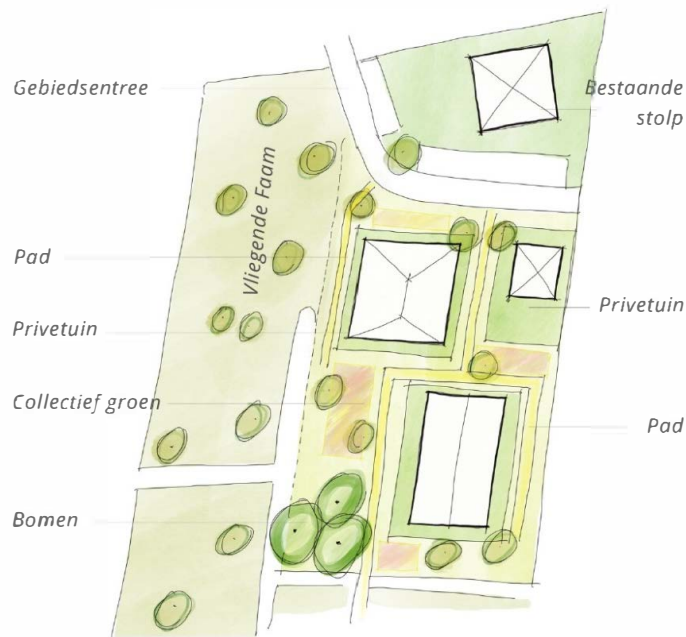 Gebiedsentree
Bestaande
stolp
Vliegende Faam
Pad
Privetuin
Privetuin
Collectief groen
Pad
Bomen